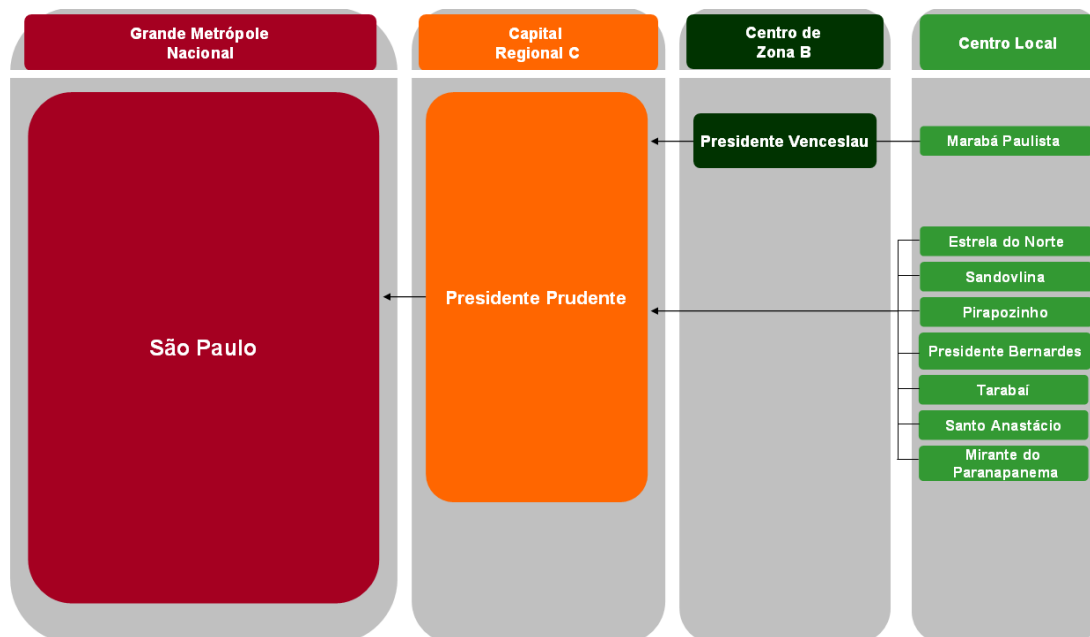 Grande Metrópole
Nacional
Capital
Regional C
Centro de
Zona B
Centro Local
São Paulo
Presidente Prudente
Presidente Venceslau
Marabá Paulista
Estrela do Norte
Sandovlina
Pirapozinho
Presidente Bernardes
Tarabaí
Santo Anastácio
Mirante do
Paranapanema